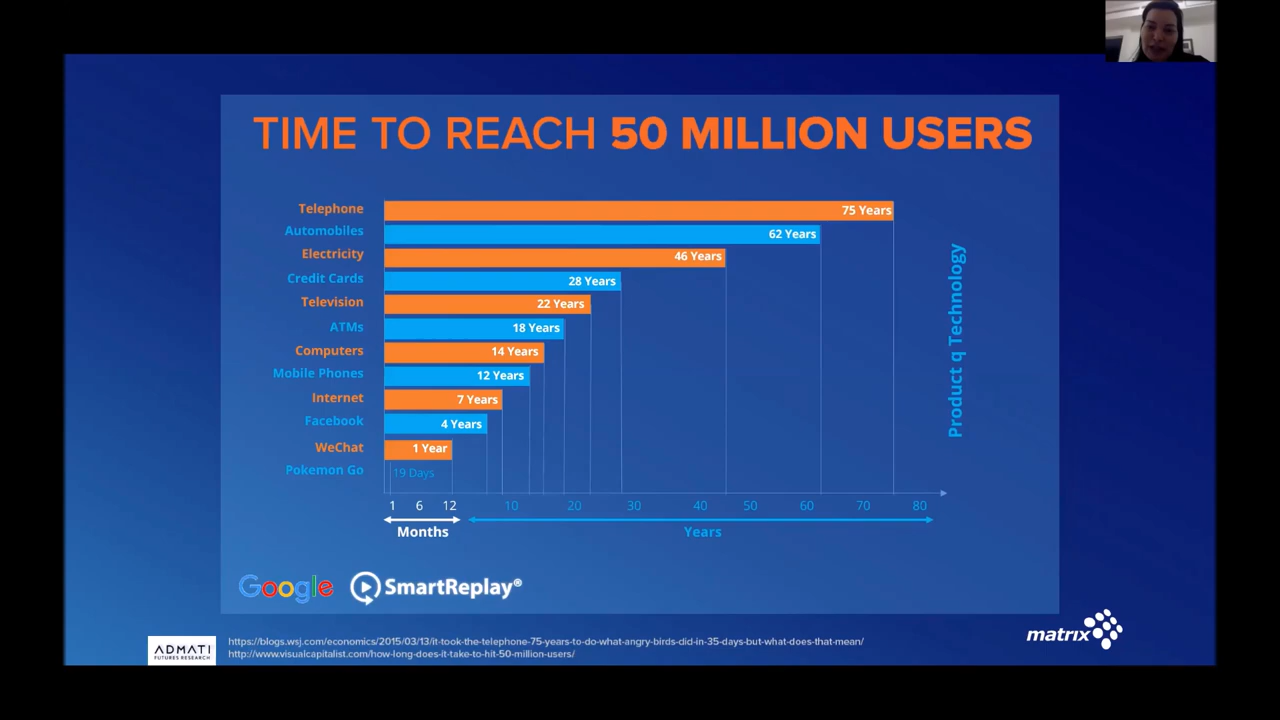 TIME TO REACH 50 MILLION USERS
Telephone 75 Years
Automobiles 62 Years
Electricity 46 Years
Credit Cards 28 Years
Television 22 Years
ATMs 18 Years
Computers 14 Years
Mobile Phones 12 Years
Internet 7 Years
Facebook 4 Years
WeChat 1 Year
Pokemon Go 19 Days
1 6 12 10 20 30 40 50 60 70 80
Months Years
Product q Technology
Google SmartReplay®
ADMATI
FUTURES RESEARCH
https://blogs.wsj.com/economics/2015/03/13/it-took-the-telephone-75-years-to-do-what-angry-birds-did-in-35-days-but-what-does-that-mean/
http://www.visualcapitalist.com/how-long-does-it-take-to-hit-50-million-users/
matrix